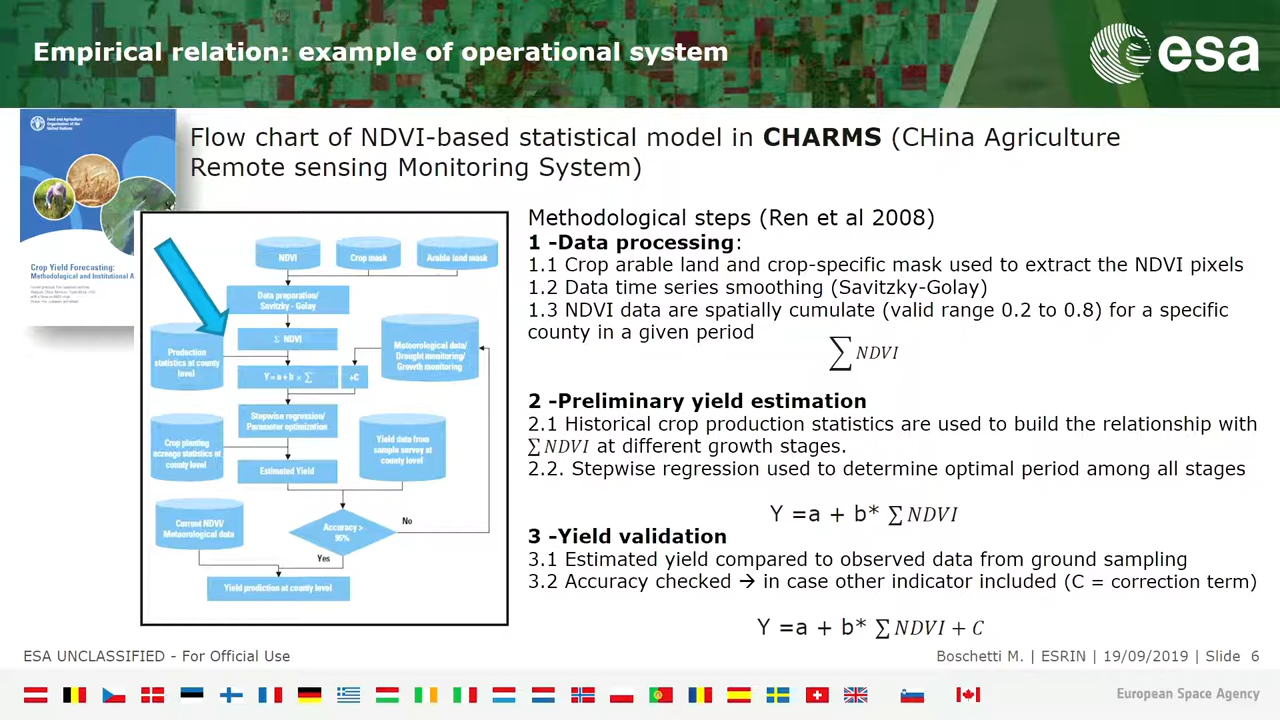 Empirical relation: example of operational system
esa
Food and Agriculture
Organization of the
United Nations
Flow chart of NDVI-based statistical model in CHARMS (CHina Agriculture
Remote sensing Monitoring System)
Crop Yield Forecasting:
Methodological and Institutional A
NDVI
Crop mask
Arable land mask
Data preparation/
Savitzky - Golay
Σ NDVI
Production
statistics at county
level
Meteorological data/
Drought monitoring/
Growth monitoring
Y = a + b × Σ
+C
Stepwise regression/
Parameter optimization
Crop planting
acreage statistics at
county level
Yield data from
sample survey at
county level
Estimated Yield
Current NDVI/
Meteorological data
Accuracy >
95%
No
Yes
Yield prediction at county level
Methodological steps (Ren et al 2008)
1 -Data processing:
1.1 Crop arable land and crop-specific mask used to extract the NDVI pixels
1.2 Data time series smoothing (Savitzky-Golay)
1.3 NDVI data are spatially cumulate (valid range 0.2 to 0.8) for a specific
county in a given period
∑ NDVI
2 -Preliminary yield estimation
2.1 Historical crop production statistics are used to build the relationship with
∑ NDVI at different growth stages.
2.2. Stepwise regression used to determine optimal period among all stages
Y =a + b* ∑ NDVI
3 -Yield validation
3.1 Estimated yield compared to observed data from ground sampling
3.2 Accuracy checked → in case other indicator included (C = correction term)
Y =a + b* ∑ NDVI + C
ESA UNCLASSIFIED - For Official Use
Boschetti M. | ESRIN | 19/09/2019 | Slide 6
European Space Agency